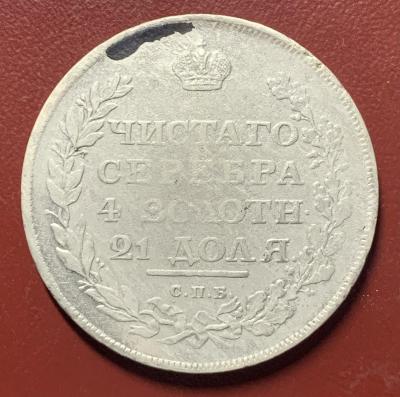 ЧИСТАГО
СЕРЕБРА
4 ЗОЛОТН
21 ДОЛЯ
С.П.Б.